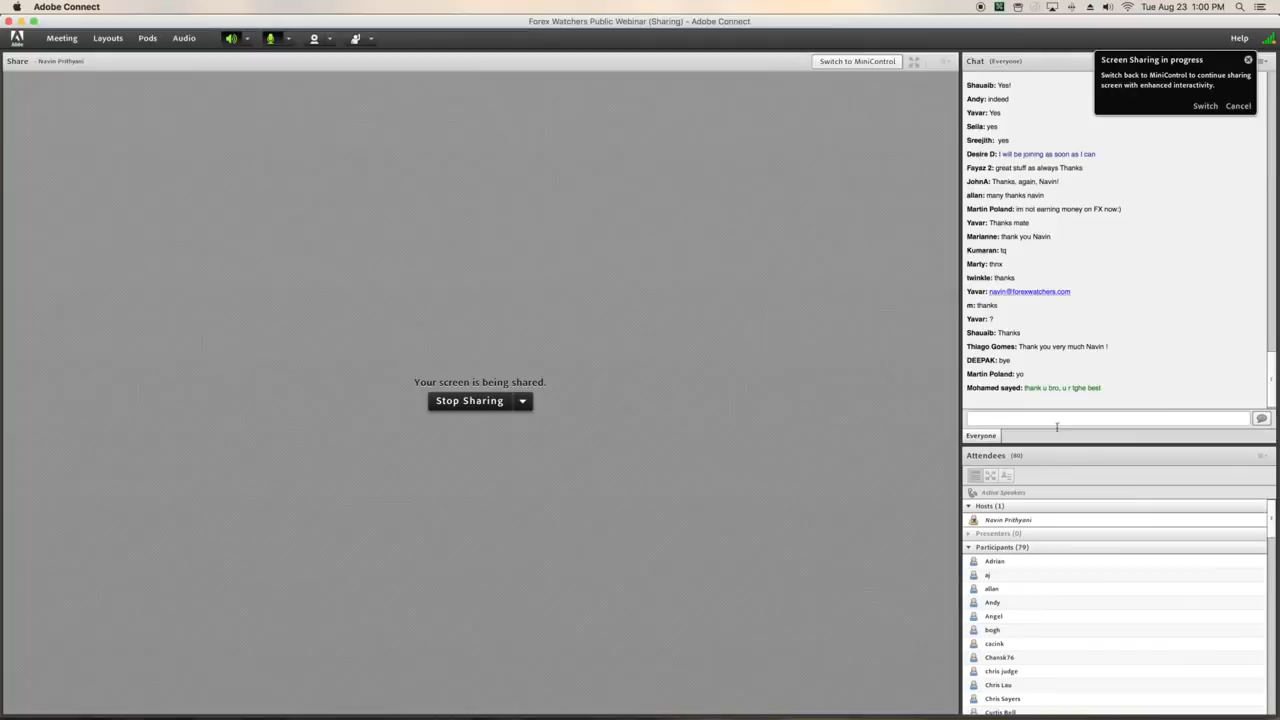 Adobe Connect
Tue Aug 23 1:00 PM
Forex Watchers Public Webinar (Sharing) - Adobe Connect
Adobe
Meeting Layouts Pods Audio
Help
Share - Navin Prithyani
Switch to MiniControl
Chat (Everyone)
Screen Sharing in progress
Switch back to MiniControl to continue sharing
screen with enhanced interactivity.
Switch Cancel
Shauaib: Yes!
Andy: indeed
Yavar: Yes
Seila: yes
Sreejith: yes
Desire D: I will be joining as soon as I can
Fayaz 2: great stuff as always Thanks
JohnA: Thanks, again, Navin!
allan: many thanks navin
Martin Poland: im not earning money on FX now:)
Yavar: Thanks mate
Marianne: thank you Navin
Kumaran: tq
Marty: thnx
twinkle: thanks
Yavar: navin@forexwatchers.com
m: thanks
Yavar: ?
Shauaib: Thanks
Thiago Gomes: Thank you very much Navin !
DEEPAK: bye
Martin Poland: yo
Mohamed sayed: thank u bro, u r tghe best
Your screen is being shared.
Stop Sharing
Everyone
Attendees (80)
Active Speakers
Hosts (1)
Navin Prithyani
Presenters (0)
Participants (79)
Adrian
aj
allan
Andy
Angel
bogh
cacink
Chansk76
chris judge
Chris Lau
Chris Sayers
Curtis Bell